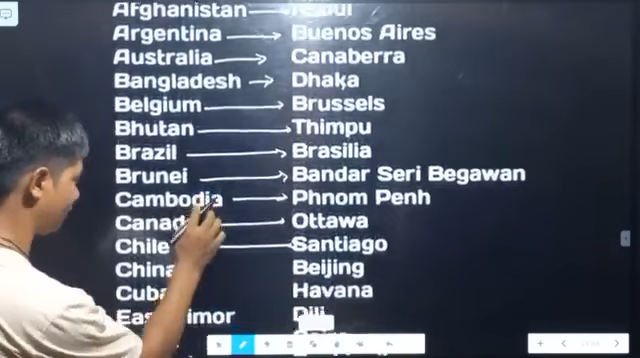 Afghanistan
Argentina Buenos Aires
Australia Canaberra
Bangladesh Dhaka
Belgium Brussels
Bhutan Thimpu
Brazil Brasilia
Brunei Bandar Seri Begawan
Cambodia Phnom Penh
Ottawa
Chile Santiago
China Beijing
Cuba Havana
Dili